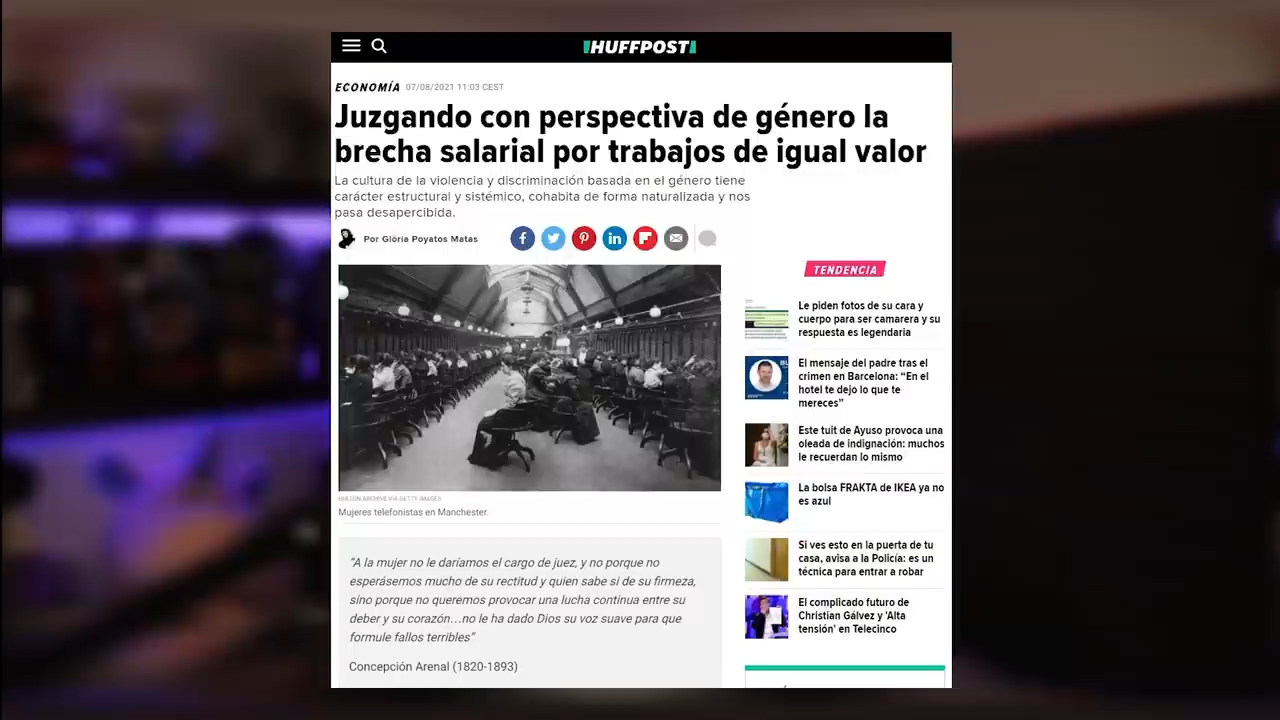 HUFFPOST
ECONOMÍA 07/08/2021 11:03 CEST
Juzgando con perspectiva de género la
brecha salarial por trabajos de igual valor
La cultura de la violencia y discriminación basada en el género tiene
carácter estructural y sistémico, cohabita de forma naturalizada y nos
pasa desapercibida.
Por Glòria Poyatos Matas
HULTON ARCHIVE VIA GETTY IMAGES
Mujeres telefonistas en Manchester.
“A la mujer no le daríamos el cargo de juez, y no porque no
esperásemos mucho de su rectitud y quien sabe si de su firmeza,
sino porque no queremos provocar una lucha continua entre su
deber y su corazón…no le ha dado Dios su voz suave para que
formule fallos terribles”
Concepción Arenal (1820-1893)
TENDENCIA
Le piden fotos de su cara y
cuerpo para ser camarera y su
respuesta es legendaria
El mensaje del padre tras el
crimen en Barcelona: “En el
hotel te dejo lo que te
mereces”
Este tuit de Ayuso provoca una
oleada de indignación: muchos
le recuerdan lo mismo
La bolsa FRAKTA de IKEA ya no
es azul
Si ves esto en la puerta de tu
casa, avisa a la Policía: es un
técnica para entrar a robar
El complicado futuro de
Christian Gálvez y 'Alta
tensión' en Telecinco